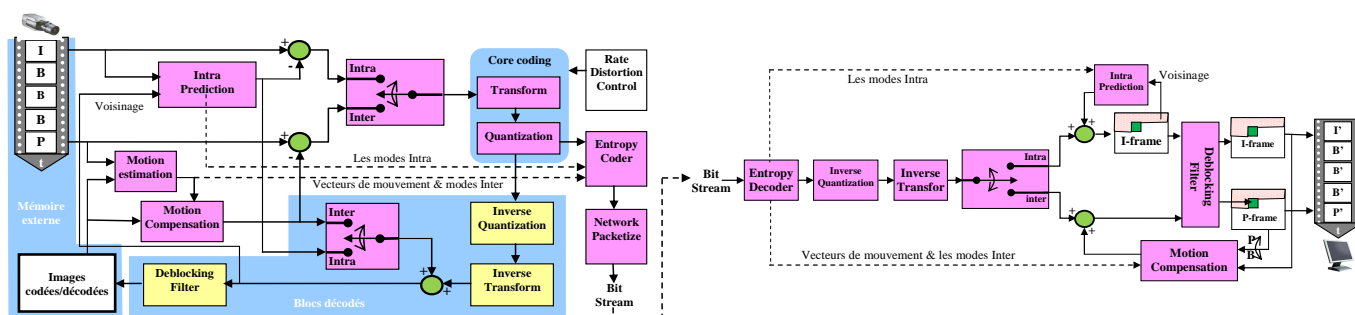 I
B
B
B
P
t
Mémoire
externe
Images
codées/décodées
Voisinage
Intra
Prediction
Motion
estimation
Motion
Compensation
Deblocking
Filter
Blocs décodés
+
-
+
-
Intra
Inter
Les modes Intra
Vecteurs de mouvement & modes Inter
Inter
Intra
+
+
Core coding
Transform
Quantization
Rate
Distortion
Control
Entropy
Coder
Network
Packetize
Inverse
Quantization
Inverse
Transform
Bit
Stream
Bit
Stream
Entropy
Decoder
Inverse
Quantization
Inverse
Transfor
Les modes Intra
Vecteurs de mouvement & les modes Inter
Intra
inter
Intra
Prediction
Voisinage
+
+
+
+
I-frame
Deblocking
Filter
I-frame
P-frame
P
B
Motion
Compensation
I'
B'
B'
B'
P'
t